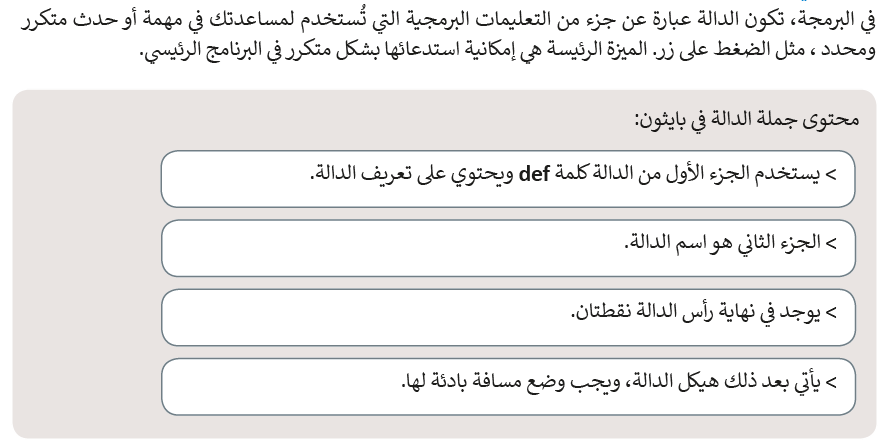 في البرمجة، تكون الدالة عبارة عن جزء من التعليمات البرمجية التي تُستخدم لمساعدتك في مهمة أو حدث متكرر
ومحدد ، مثل الضغط على زر. الميزة الرئيسة هي إمكانية استدعائها بشكل متكرر في البرنامج الرئيسي.
محتوى جملة الدالة في بايثون:
> يستخدم الجزء الأول من الدالة كلمة def ويحتوي على تعريف الدالة.
> الجزء الثاني هو اسم الدالة.
> يوجد في نهاية رأس الدالة نقطتان.
> يأتي بعد ذلك هيكل الدالة، ويجب وضع مسافة بادئة لها.